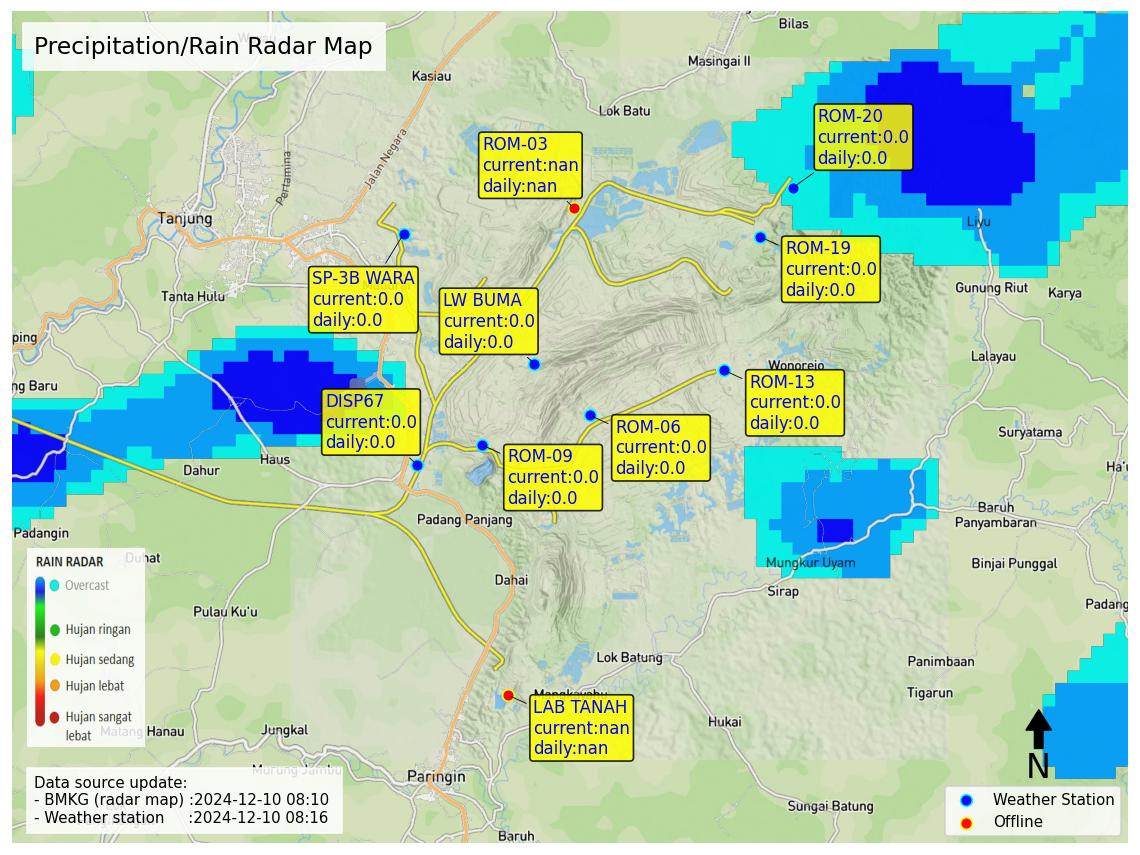 Precipitation/Rain Radar Map
Bilas
Masingai II
Kasiau
Lok Batu
ROM-20
current:0.0
daily:0.0
ROM-03
current:nan
daily:nan
Jalan Negara
Pertamina
Tanjung
Liyu
ROM-19
current:0.0
daily:0.0
SP-3B WARA
current:0.0
daily:0.0
LW BUMA
current:0.0
daily:0.0
Tanta Hulu
Gunung Riut
Karya
ping
Lalayau
Wonorejo
ng Baru
ROM-13
current:0.0
daily:0.0
DISP67
current:0.0
daily:0.0
ROM-06
current:0.0
daily:0.0
Suryatama
ROM-09
current:0.0
daily:0.0
Haus
Dahur
Ha'u
Padang Panjang
Baruh
Panyambaran
Padangin
Duhat
Mungkur Uyam
Binjai Punggal
Dahai
Sirap
Padang
RAIN RADAR
Overcast
Hujan ringan
Hujan sedang
Hujan lebat
Hujan sangat
lebat
Pulau Ku'u
Lok Batung
Panimbaan
Tigarun
LAB TANAH
current:nan
daily:nan
Hukai
Matang Hanau
Jungkal
Murung Jambu
Paringin
N
Data source update:
- BMKG (radar map) :2024-12-10 08:10
- Weather station :2024-12-10 08:16
Sungai Batung
Baruh
Weather Station
Offline